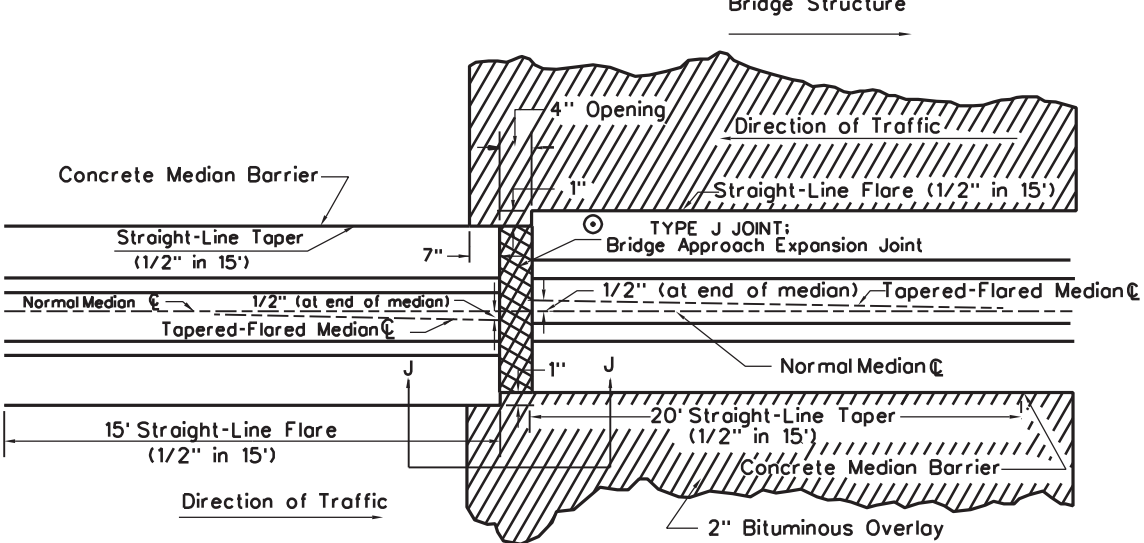 Bridge Structure
4" Opening
Direction of Traffic
Concrete Median Barrier
1"
Straight-Line Flare (1/2" in 15')
Straight-Line Taper
(1/2" in 15')
7"
TYPE J JOINT;
Bridge Approach Expansion Joint
Normal Median ℄
1/2" (at end of median)
Tapered-Flared Median ℄
1/2" (at end of median)
Tapered-Flared Median ℄
Normal Median ℄
J
1"
J
15' Straight-Line Flare
(1/2" in 15')
20' Straight-Line Taper
(1/2" in 15')
Concrete Median Barrier
Direction of Traffic
2" Bituminous Overlay